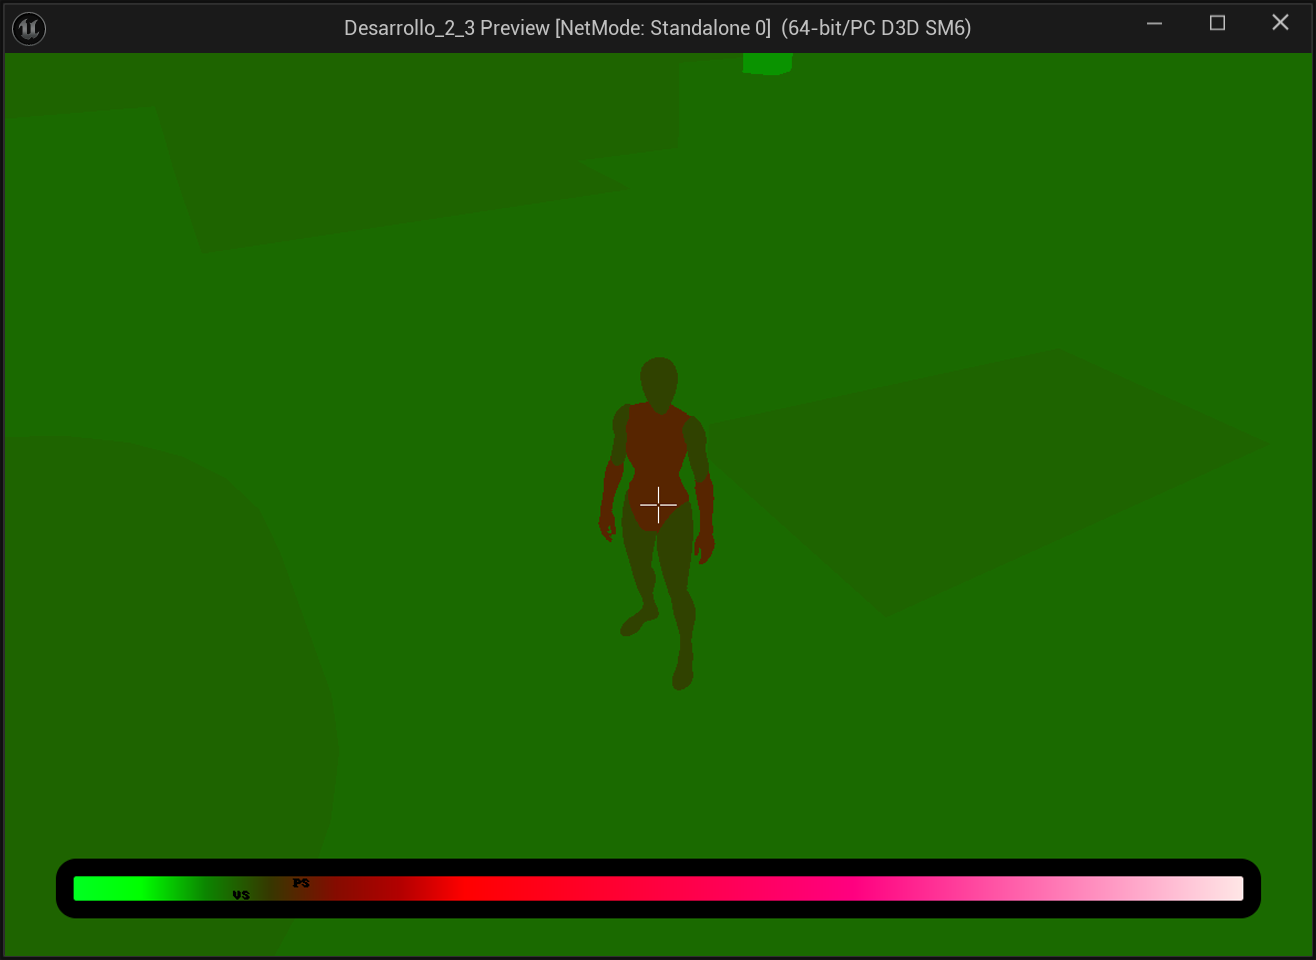 Desarrollo_2_3 Preview [NetMode: Standalone 0] (64-bit/PC D3D SM6)
PS
VS